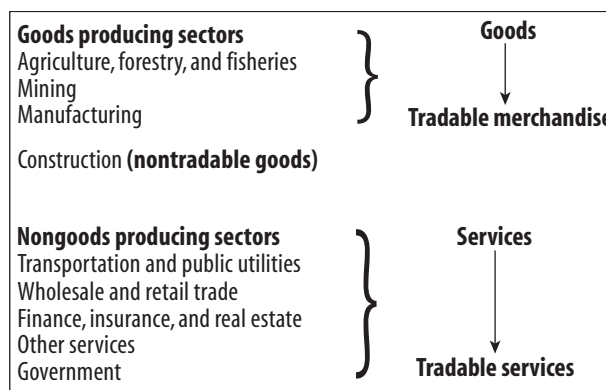 Goods producing sectors
Goods
Agriculture, forestry, and fisheries
Mining
Manufacturing
Tradable merchandise
Construction (nontradable goods)
Nongoods producing sectors
Services
Transportation and public utilities
Wholesale and retail trade
Finance, insurance, and real estate
Other services
Government
Tradable services